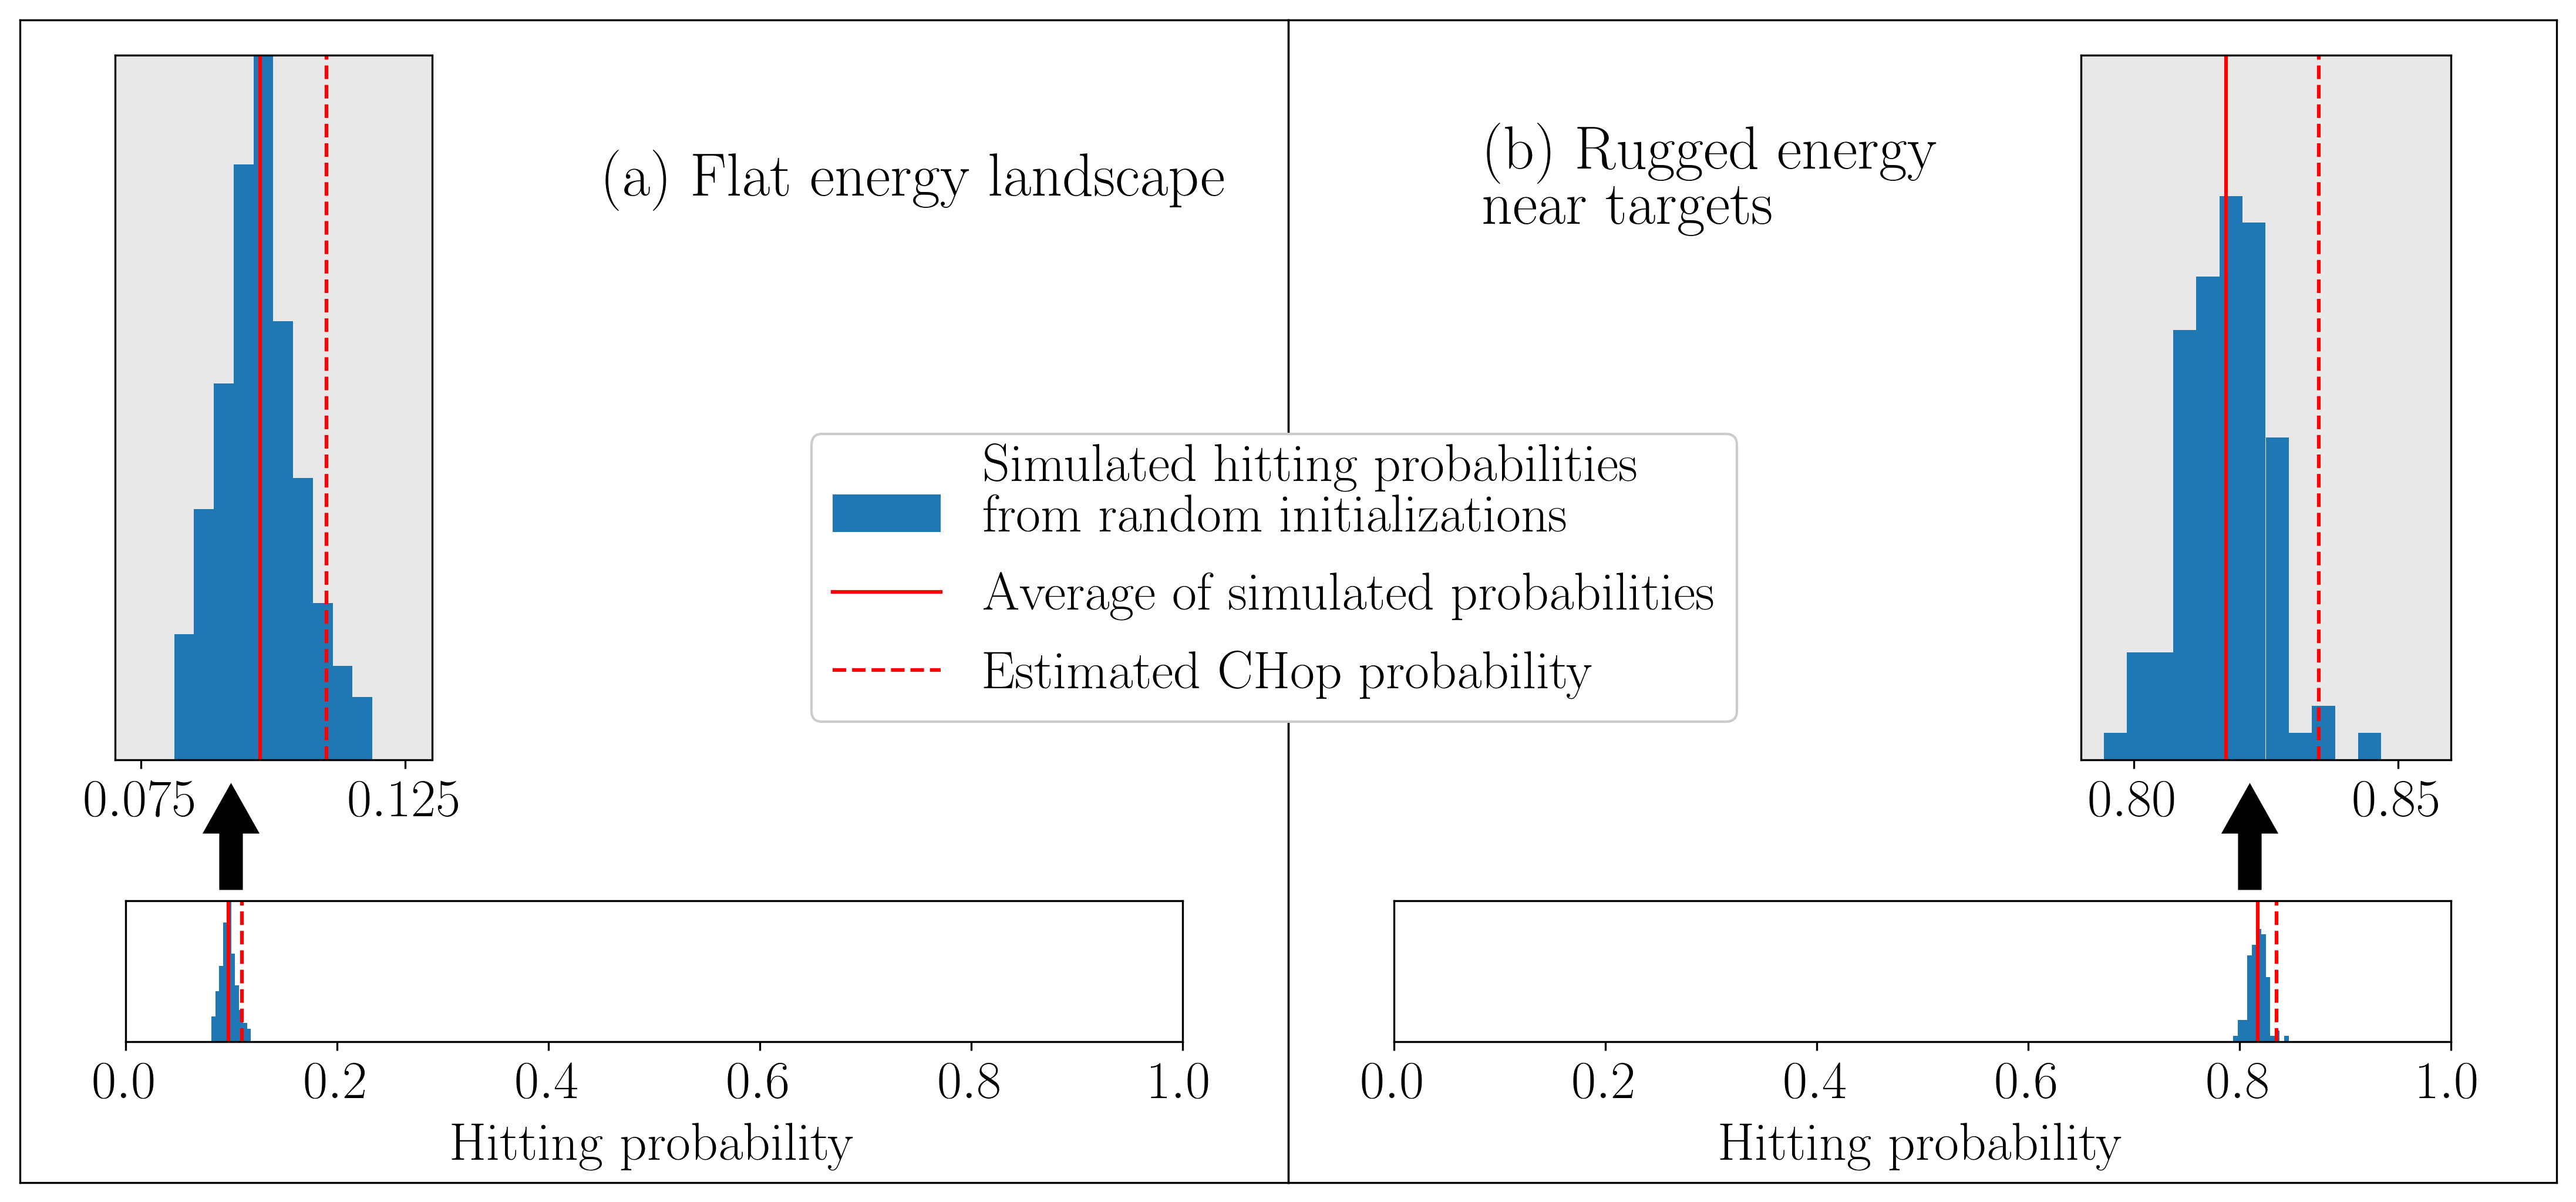 (a) Flat energy landscape
(b) Rugged energy
near targets
Simulated hitting probabilities
from random initializations
Average of simulated probabilities
Estimated CHop probability
0.075 0.125
0.80 0.85
0.0 0.2 0.4 0.6 0.8 1.0
Hitting probability
0.0 0.2 0.4 0.6 0.8 1.0
Hitting probability